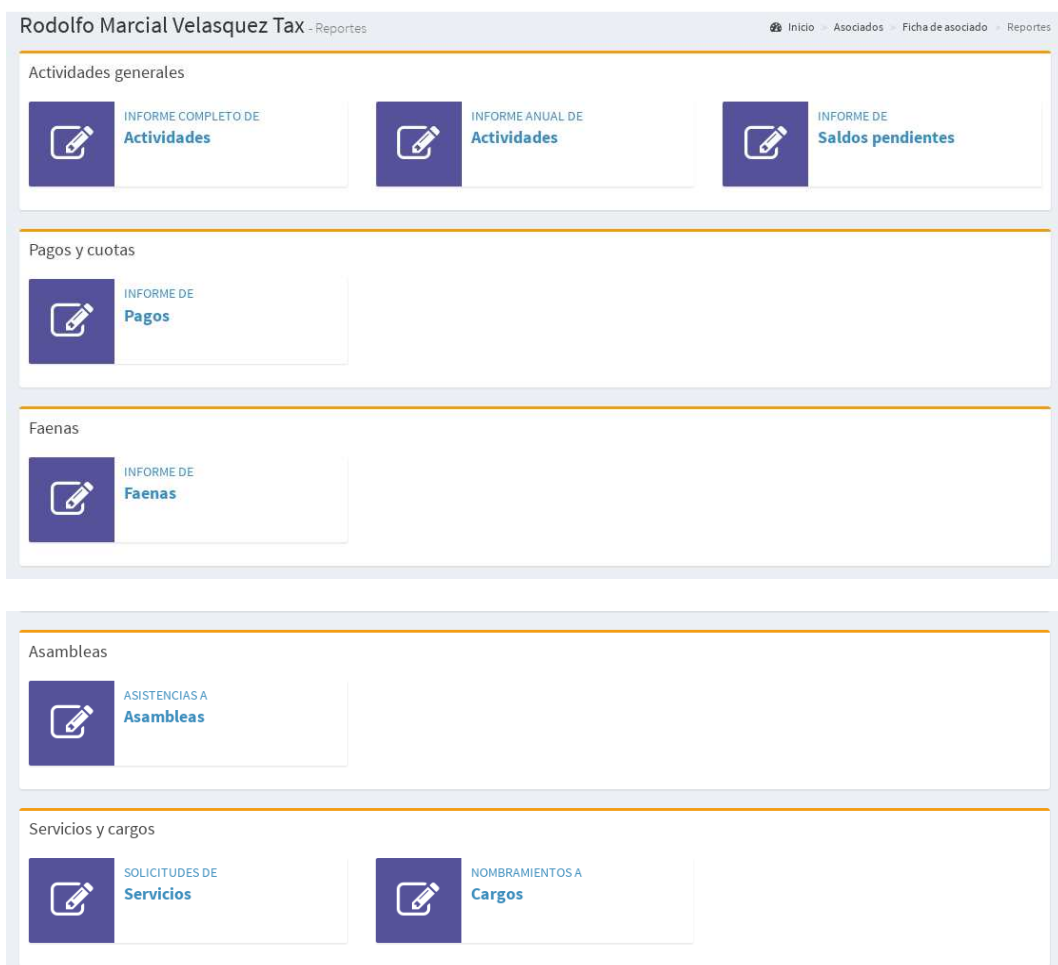 Rodolfo Marcial Velasquez Tax - Reportes
Inicio > Asociados > Ficha de asociado > Reportes
Actividades generales
INFORME COMPLETO DE
Actividades
INFORME ANUAL DE
Actividades
INFORME DE
Saldos pendientes
Pagos y cuotas
INFORME DE
Pagos
Faenas
INFORME DE
Faenas
Asambleas
ASISTENCIAS A
Asambleas
Servicios y cargos
SOLICITUDES DE
Servicios
NOMBRAMIENTOS A
Cargos